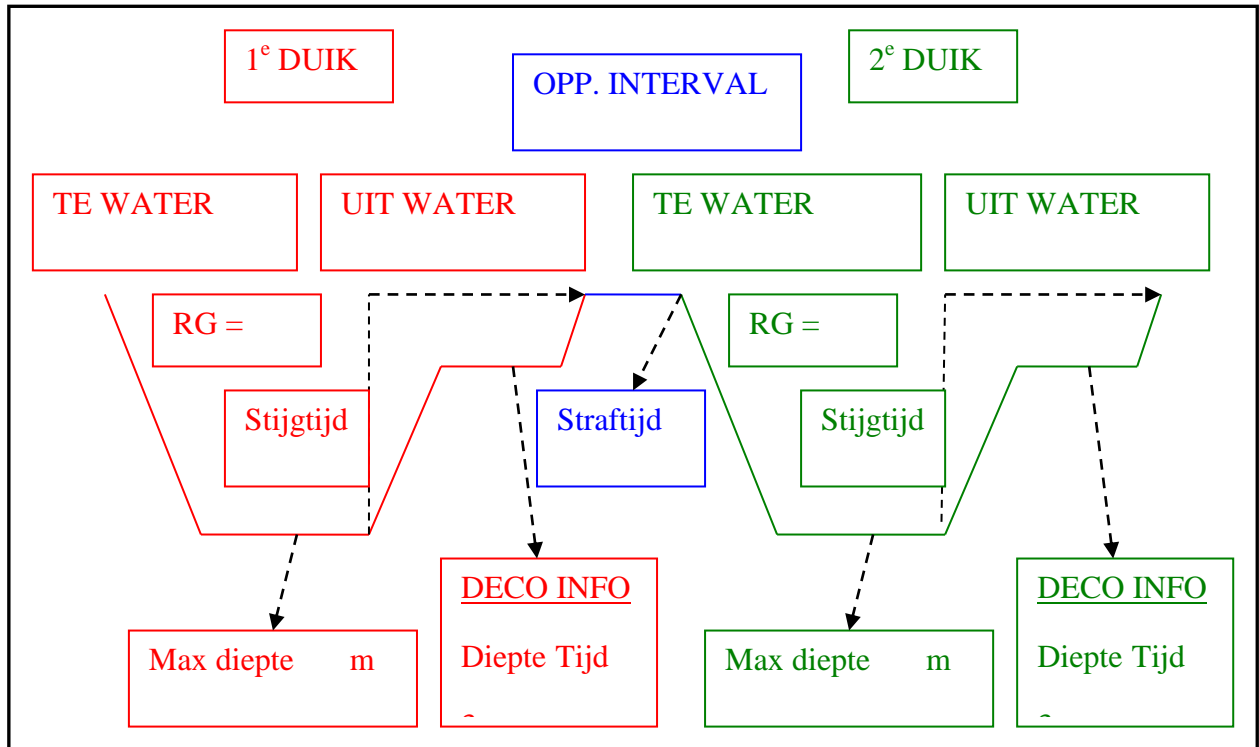 1e DUIK
OPP. INTERVAL
2e DUIK
TE WATER
UIT WATER
TE WATER
UIT WATER
RG =
RG =
Stijgtijd
Straftijd
Stijgtijd
DECO INFO
DECO INFO
Max diepte m
Diepte Tijd
Max diepte m
Diepte Tijd